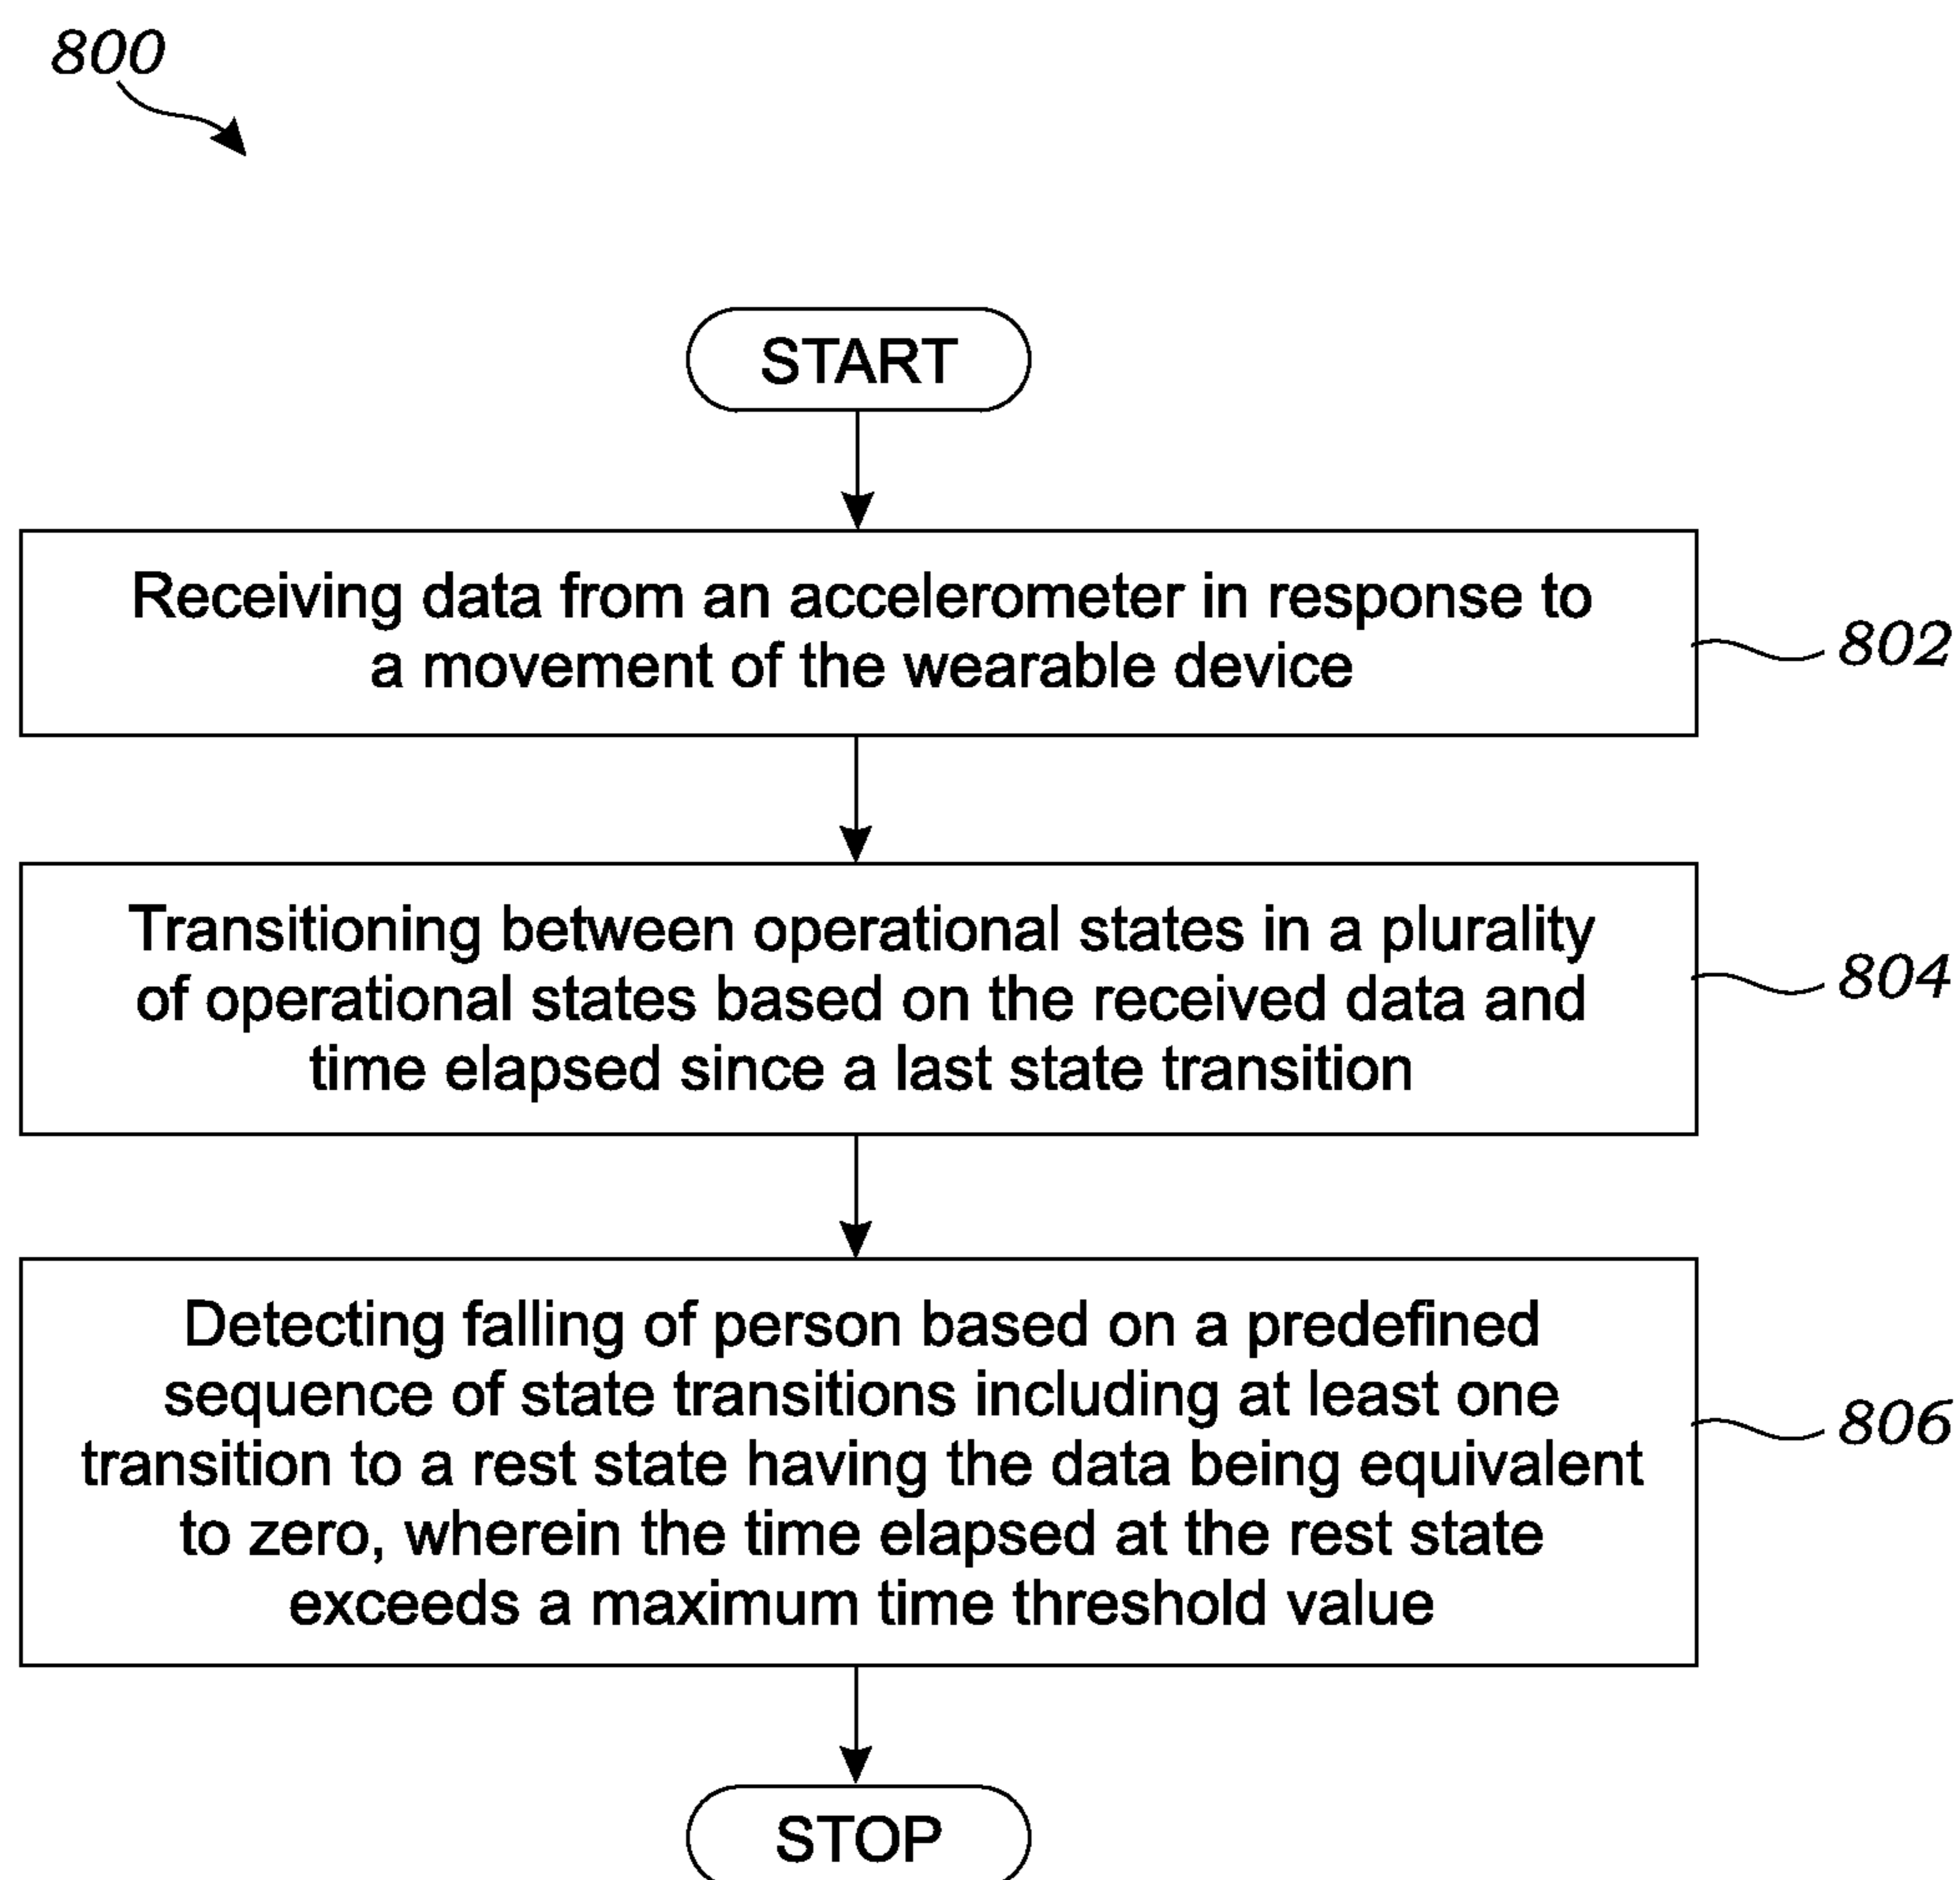 800
START
Receiving data from an accelerometer in response to
a movement of the wearable device
802
Transitioning between operational states in a plurality
of operational states based on the received data and
time elapsed since a last state transition
804
Detecting falling of person based on a predefined
sequence of state transitions including at least one
transition to a rest state having the data being equivalent
to zero, wherein the time elapsed at the rest state
exceeds a maximum time threshold value
806
STOP